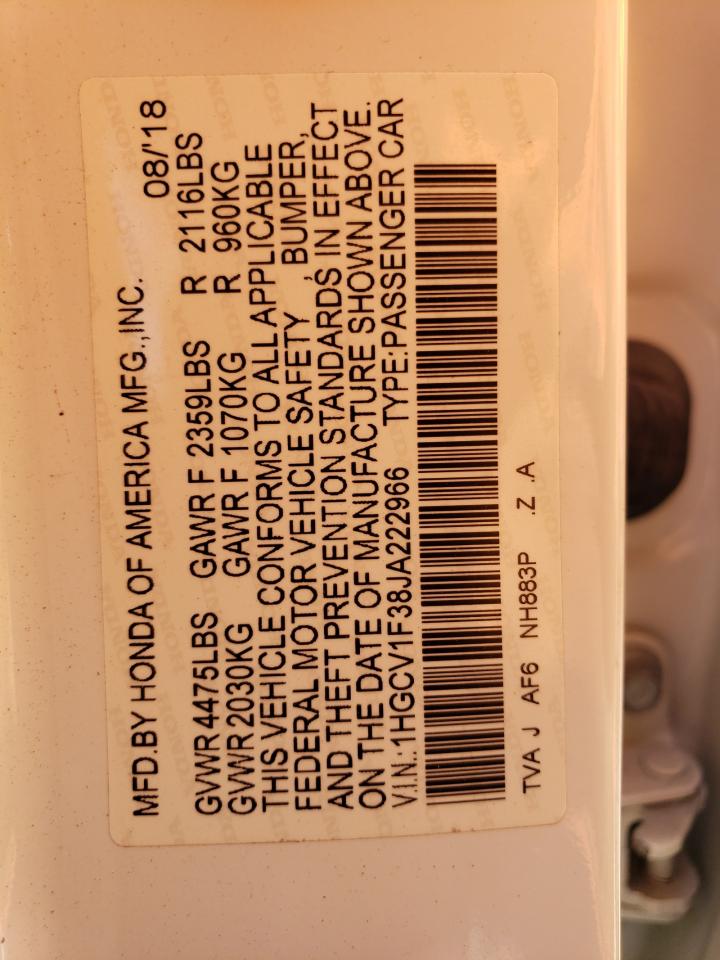 MFD.BY HONDA OF AMERICA MFG.,INC. 08/'18
GVWR 4475LBS GAWR F 2359LBS R 2116LBS
GVWR 2030KG GAWR F 1070KG R 960KG
THIS VEHICLE CONFORMS TO ALL APPLICABLE
FEDERAL MOTOR VEHICLE SAFETY , BUMPER,
AND THEFT PREVENTION STANDARDS IN EFFECT
ON THE DATE OF MANUFACTURE SHOWN ABOVE.
V.I.N.:1HGCV1F38JA222966 TYPE:PASSENGER CAR
TVA J AF6 NH883P .Z .A